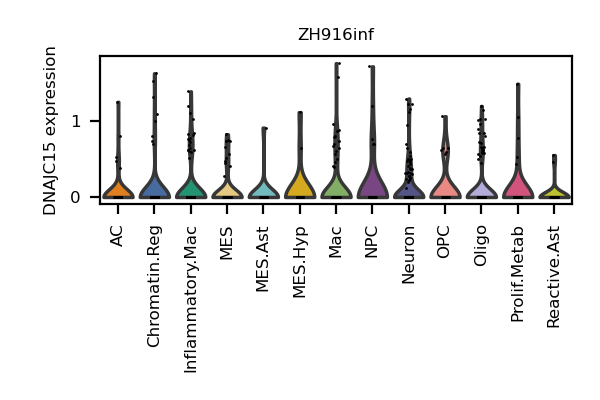 ZH916inf
DNAJC15 expression
1
0
AC
Chromatin.Reg
Inflammatory.Mac
MES
MES.Ast
MES.Hyp
Mac
NPC
Neuron
OPC
Oligo
Prolif.Metab
Reactive.Ast